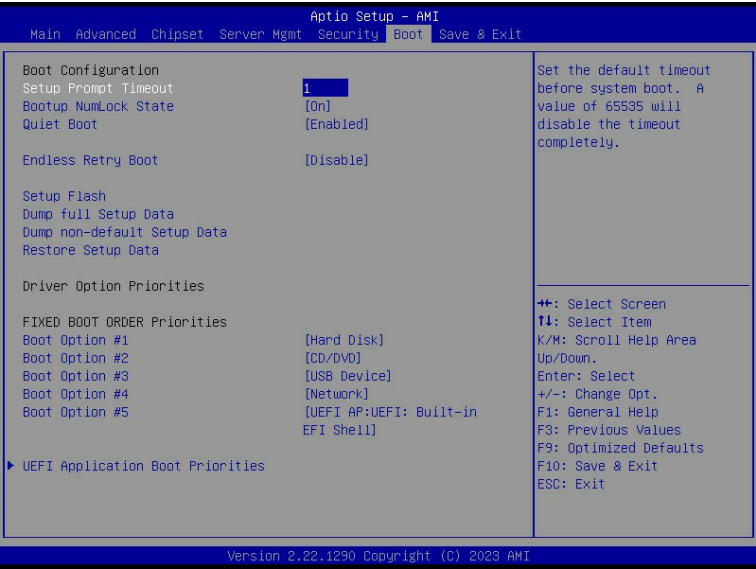 Aptio Setup – AMI
Main Advanced Chipset Server Mgmt Security Boot Save & Exit
Boot Configuration
Setup Prompt Timeout 1
Bootup NumLock State [On]
Quiet Boot [Enabled]
Endless Retry Boot [Disable]
Setup Flash
Dump full Setup Data
Dump non-default Setup Data
Restore Setup Data
Driver Option Priorities
FIXED BOOT ORDER Priorities
Boot Option #1 [Hard Disk]
Boot Option #2 [CD/DVD]
Boot Option #3 [USB Device]
Boot Option #4 [Network]
Boot Option #5 [UEFI AP:UEFI: Built-in
EFI Shell]
UEFI Application Boot Priorities
Set the default timeout
before system boot. A
value of 65535 will
disable the timeout
completely.
→←: Select Screen
↑↓: Select Item
K/M: Scroll Help Area
Up/Down.
Enter: Select
+/-: Change Opt.
F1: General Help
F3: Previous Values
F9: Optimized Defaults
F10: Save & Exit
ESC: Exit
Version 2.22.1290 Copyright (C) 2023 AMI